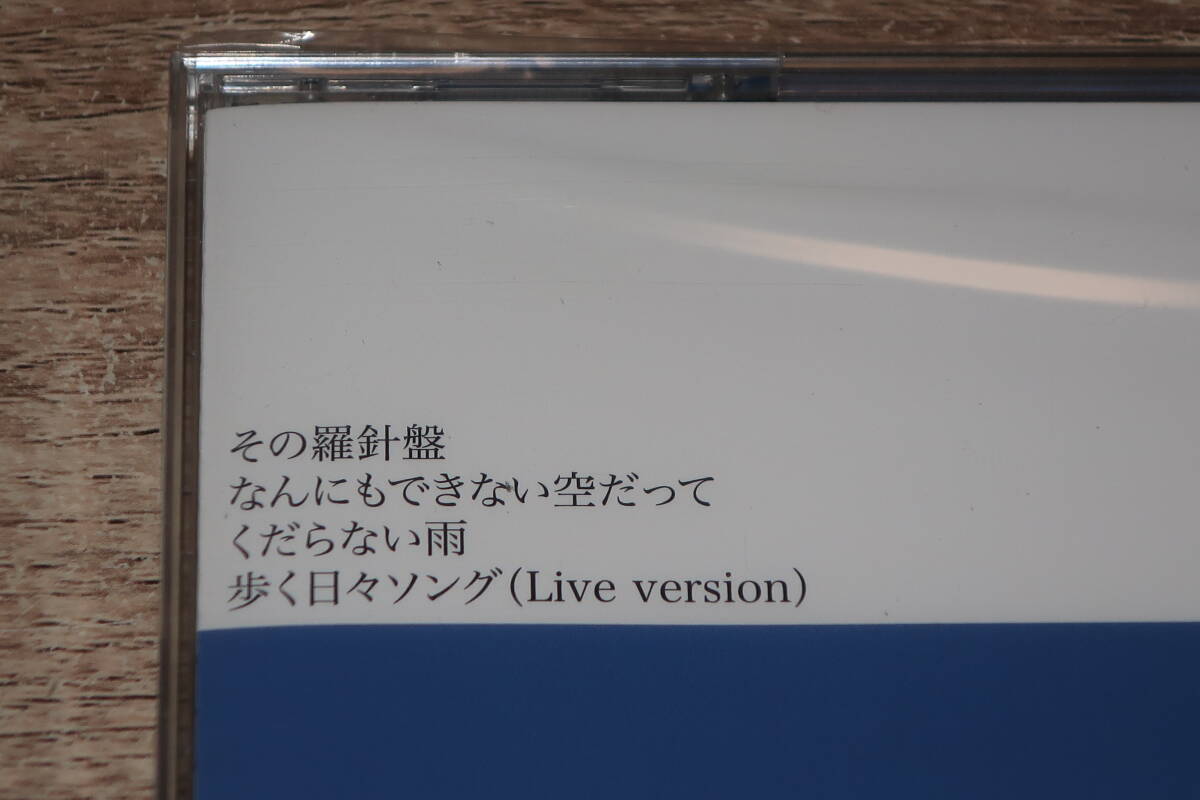 その羅針盤
なんにもできない空だって
くだらない雨
歩く日々ソング(Live version)